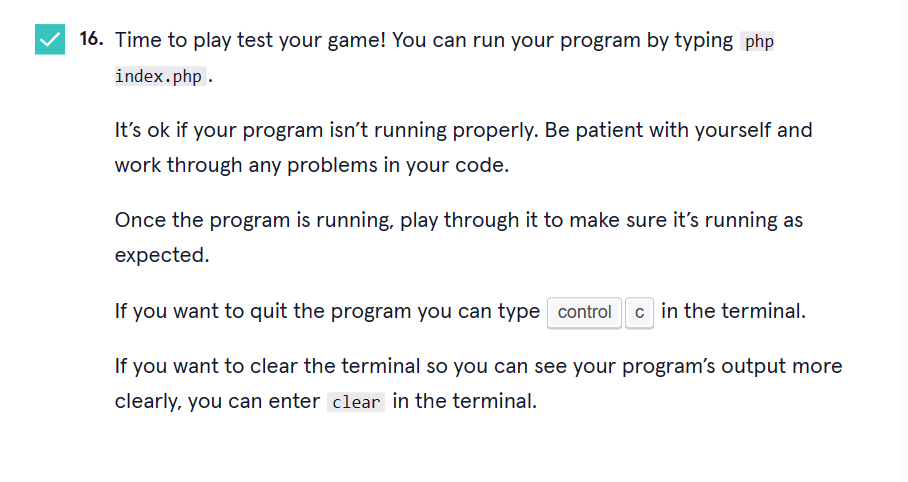 16. Time to play test your game! You can run your program by typing php
index.php.
It’s ok if your program isn’t running properly. Be patient with yourself and
work through any problems in your code.
Once the program is running, play through it to make sure it’s running as
expected.
If you want to quit the program you can type control c in the terminal.
If you want to clear the terminal so you can see your program’s output more
clearly, you can enter clear in the terminal.